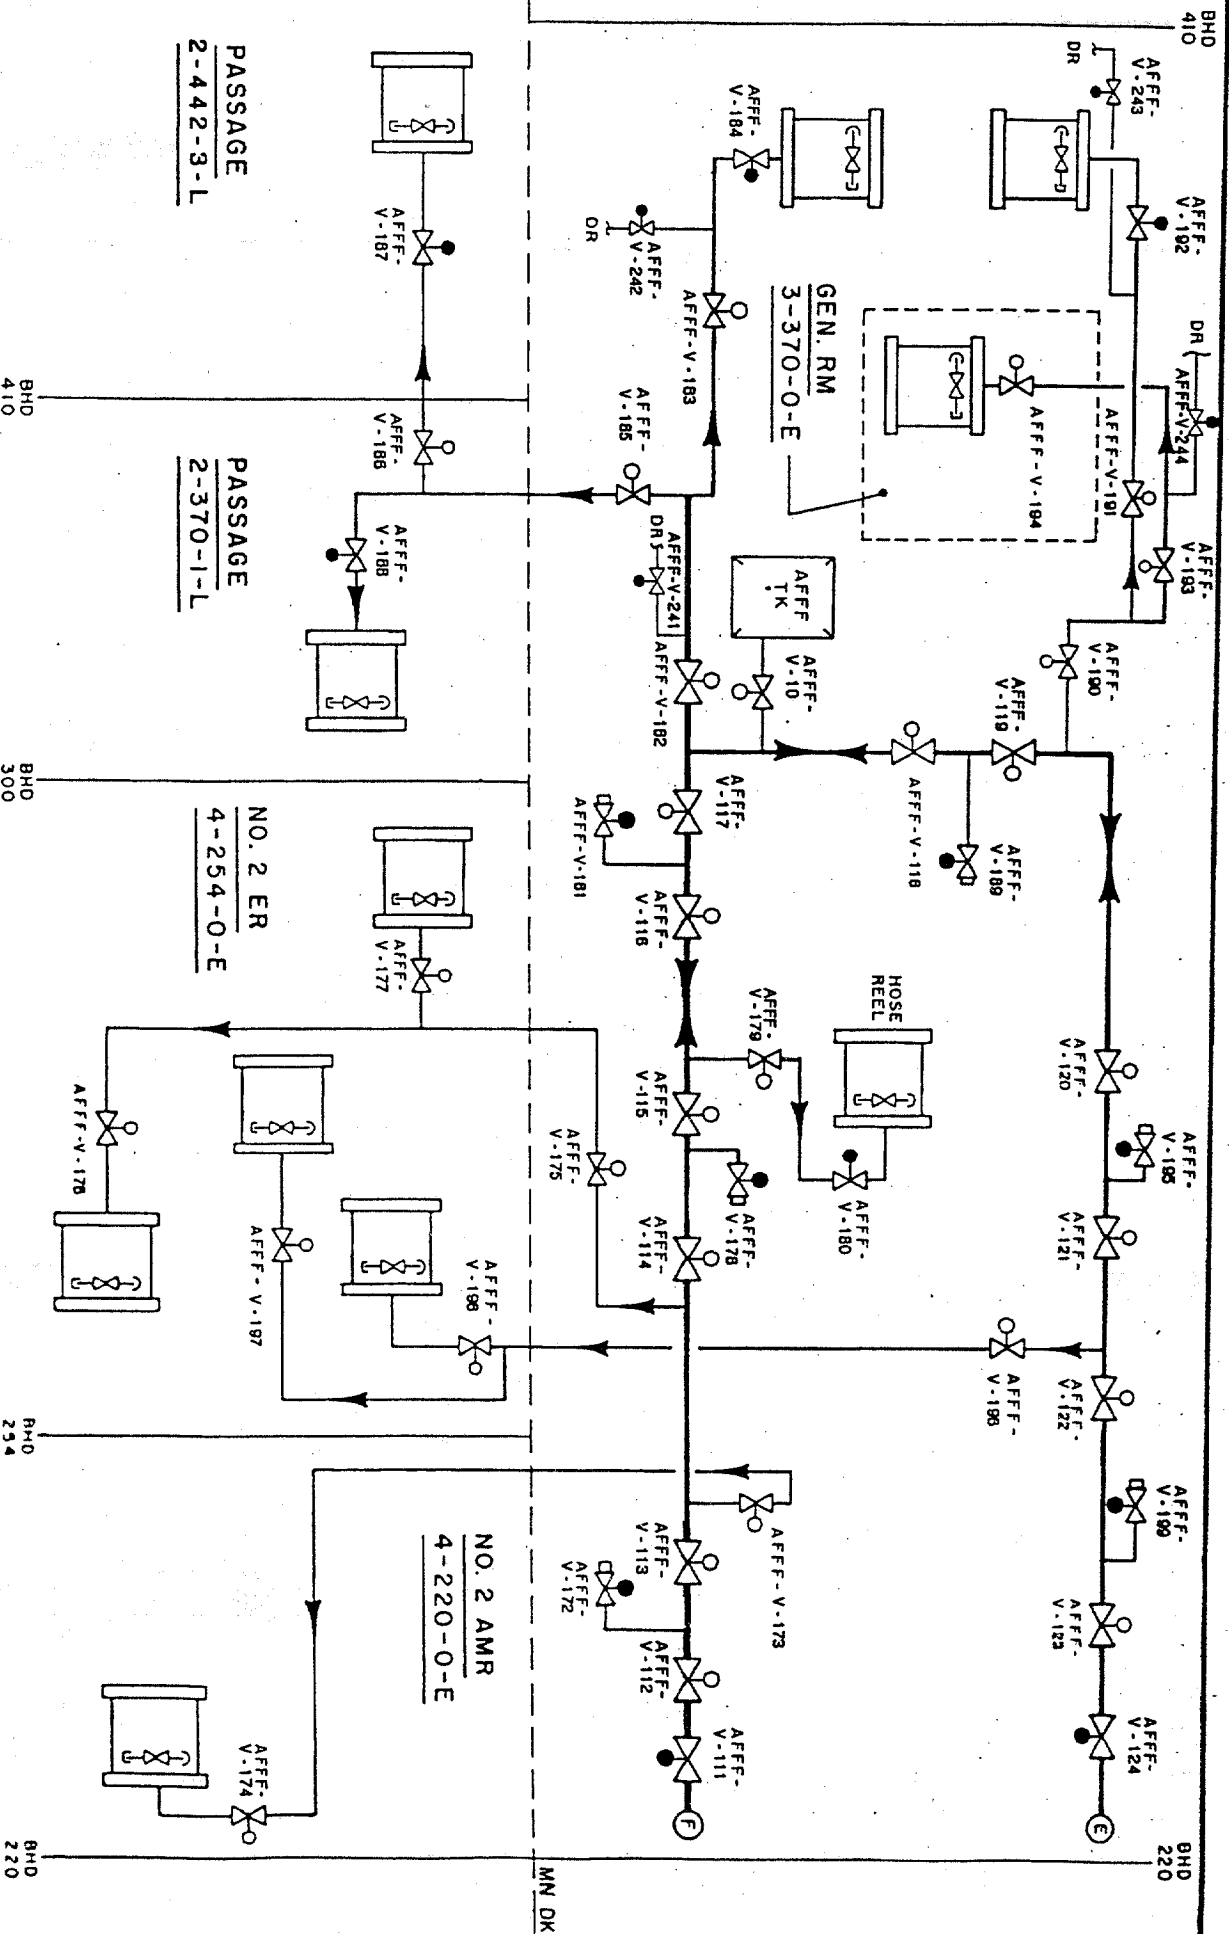 BHD
410
AFFF-
V-243
DR
AFFF-
V-192
DR
AFFF-V-244
AFFF-
V-193
AFFF-V-191
AFFF-V-194
GEN. RM
3-370-0-E
AFFF-
V-184
AFFF-
V-242
DR
AFFF-V-183
AFFF-
V-185
DR
AFFF-V-241
AFFF-V-182
AFFF
TK
AFFF-
V-10
AFFF-
V-190
AFFF-
V-119
AFFF-V-118
AFFF-
V-189
AFFF-
V-117
AFFF-V-181
AFFF-
V-116
HOSE
REEL
AFFF-
V-179
AFFF-
V-180
AFFF-
V-115
AFFF-
V-178
AFFF-
V-114
AFFF-
V-175
AFFF-
V-120
AFFF-
V-195
AFFF-
V-121
AFFF-
V-196
AFFF-
V-122
AFFF-
V-199
AFFF-
V-123
AFFF-
V-124
E
BHD
220
AFFF-V-173
AFFF-
V-113
AFFF-
V-172
AFFF-
V-112
AFFF-
V-111
F
MN DK
PASSAGE
2-442-3-L
AFFF-
V-187
BHD
410
AFFF-
V-186
PASSAGE
2-370-1-L
AFFF-
V-188
BHD
300
NO. 2 ER
4-254-0-E
AFFF-
V-177
AFFF-V-176
AFFF-V-197
AFFF-
V-198
BHD
254
NO. 2 AMR
4-220-0-E
AFFF-
V-174
BHD
220